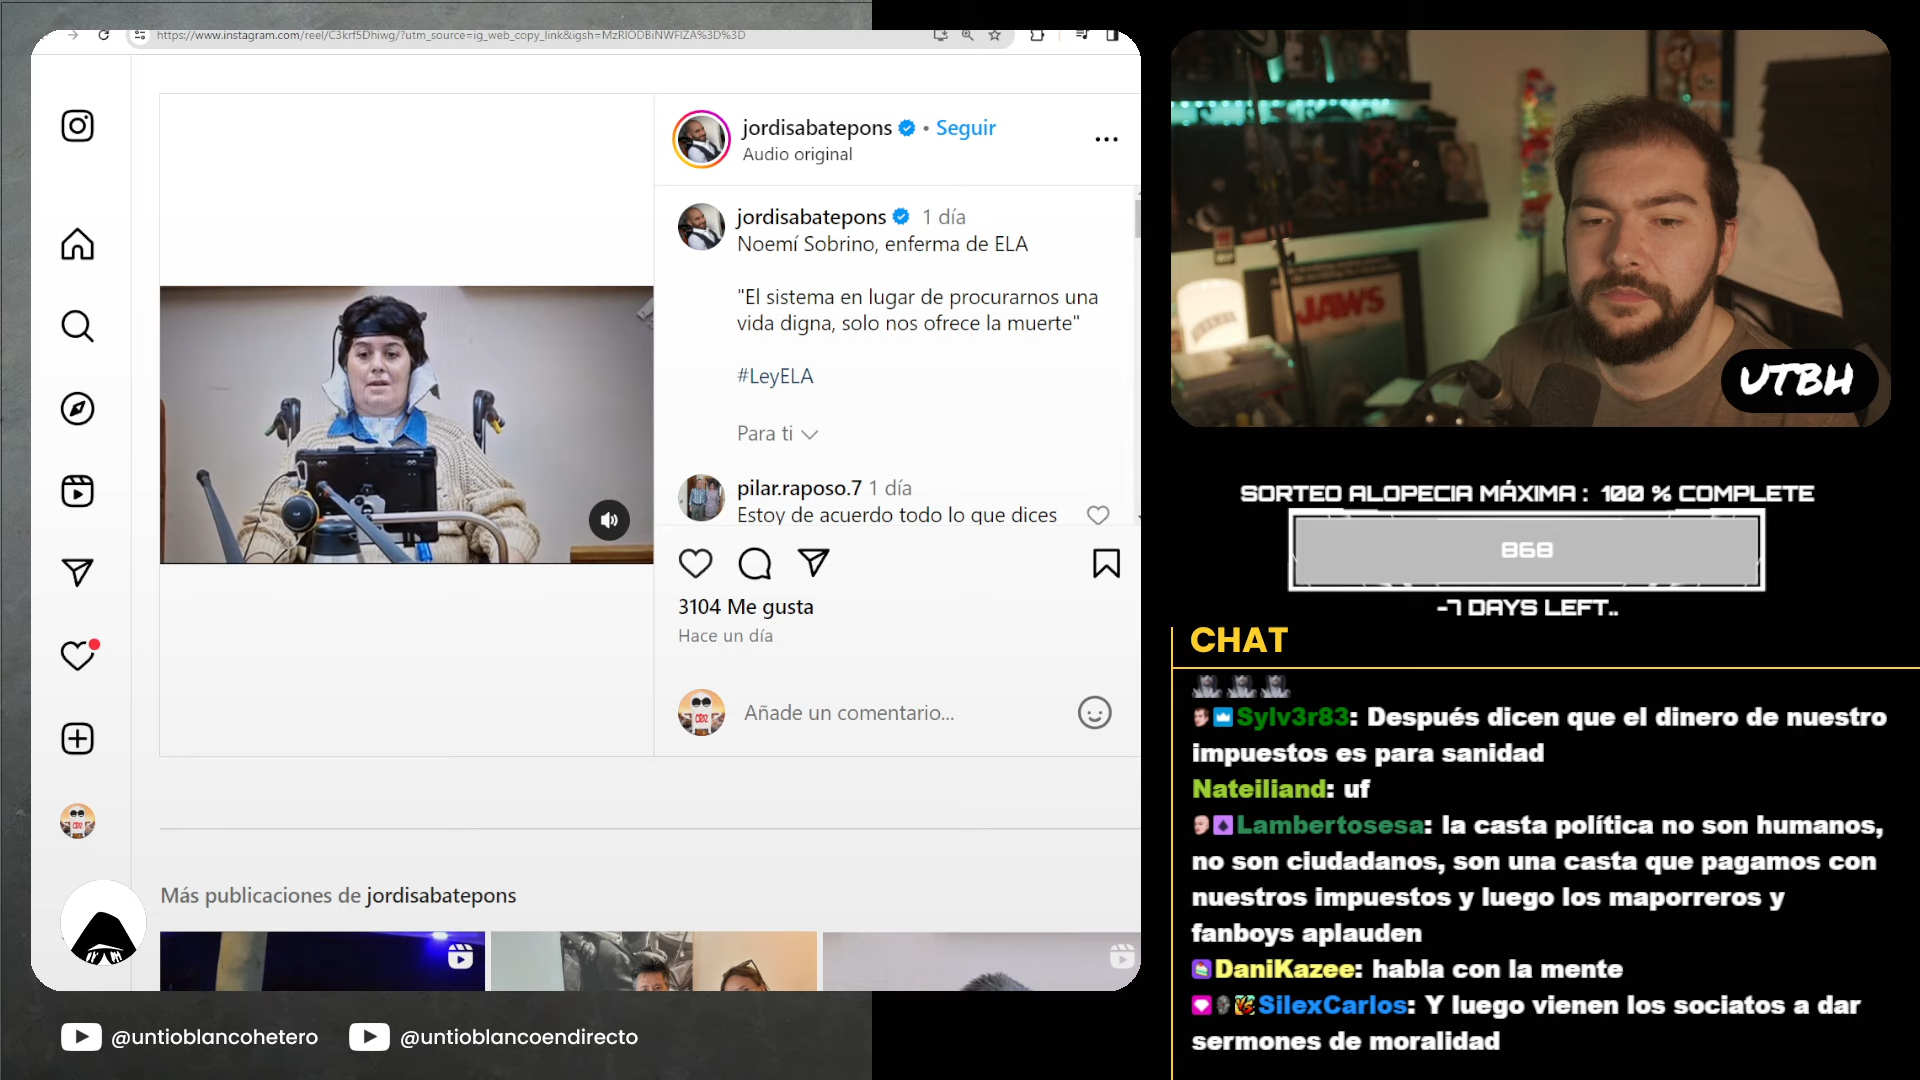 https://www.instagram.com/reel/C3krf5Dhiwg/?utm_source=ig_web_copy_link&igsh=MzRlODBiNWFlZA%3D%3D
jordisabatepons • Seguir
Audio original
jordisabatepons 1 día
Noemí Sobrino, enferma de ELA
"El sistema en lugar de procurarnos una
vida digna, solo nos ofrece la muerte"
#LeyELA
Para ti
pilar.raposo.7 1 día
Estoy de acuerdo todo lo que dices
3104 Me gusta
Hace un día
Añade un comentario...
Más publicaciones de jordisabatepons
@untioblancohetero
@untioblancoendirecto
JAWS
UTBH
SORTEO ALOPECIA MÁXIMA : 100 % COMPLETE
868
-7 DAYS LEFT..
CHAT
Sylv3r83: Después dicen que el dinero de nuestro
impuestos es para sanidad
Nateiliand: uf
Lambertosesa: la casta política no son humanos,
no son ciudadanos, son una casta que pagamos con
nuestros impuestos y luego los maporreros y
fanboys aplauden
DaniKazee: habla con la mente
SilexCarlos: Y luego vienen los sociatos a dar
sermones de moralidad